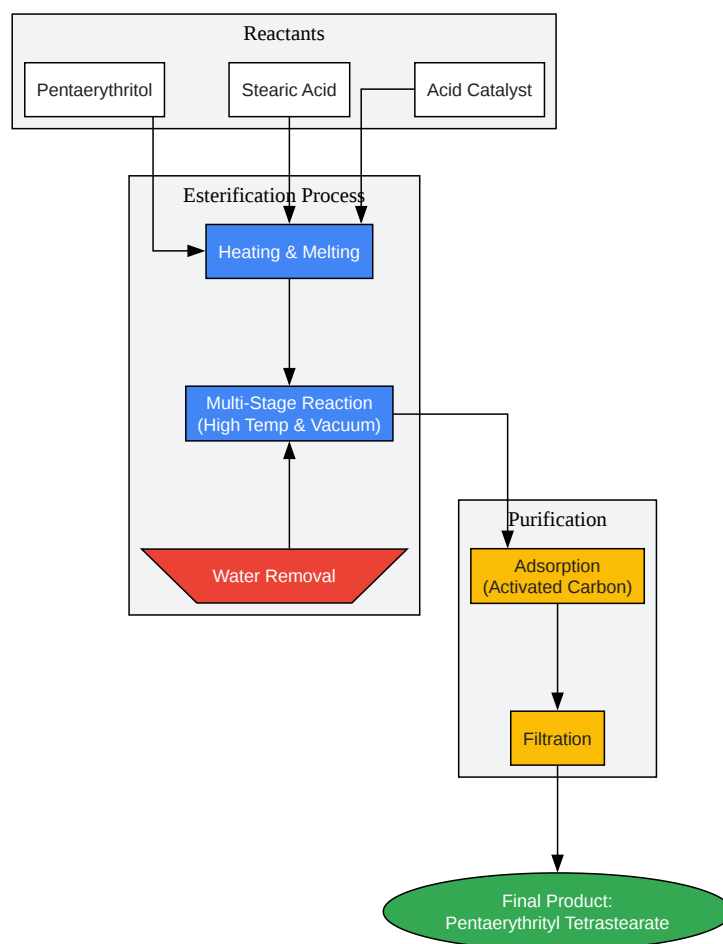 Reactants
Pentaerythritol
Stearic Acid
Acid Catalyst
Esterification Process
Heating & Melting
Multi-Stage Reaction
(High Temp & Vacuum)
Water Removal
Purification
Adsorption
(Activated Carbon)
Filtration
Final Product:
Pentaerythrityl Tetrastearate